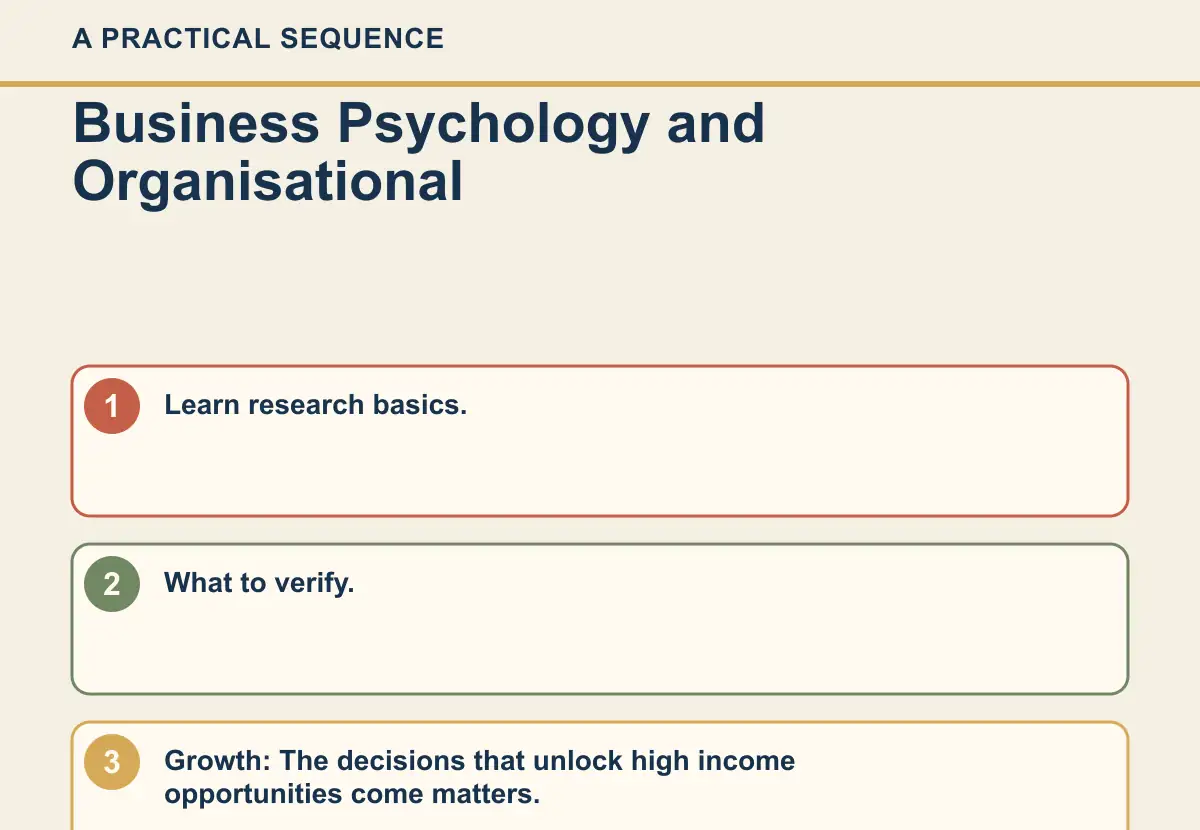 A PRACTICAL SEQUENCE
Business Psychology and
Organisational
1
Learn research basics.
2
What to verify.
3
Growth: The decisions that unlock high income
opportunities come matters.